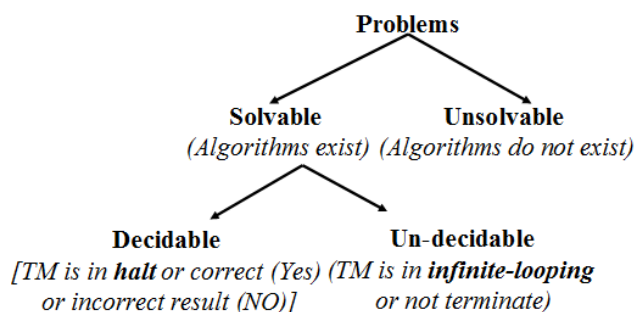 Problems
Solvable Unsolvable
(Algorithms exist) (Algorithms do not exist)
Decidable Un-decidable
[TM is in halt or correct (Yes) (TM is in infinite-looping
or incorrect result (NO)] or not terminate)